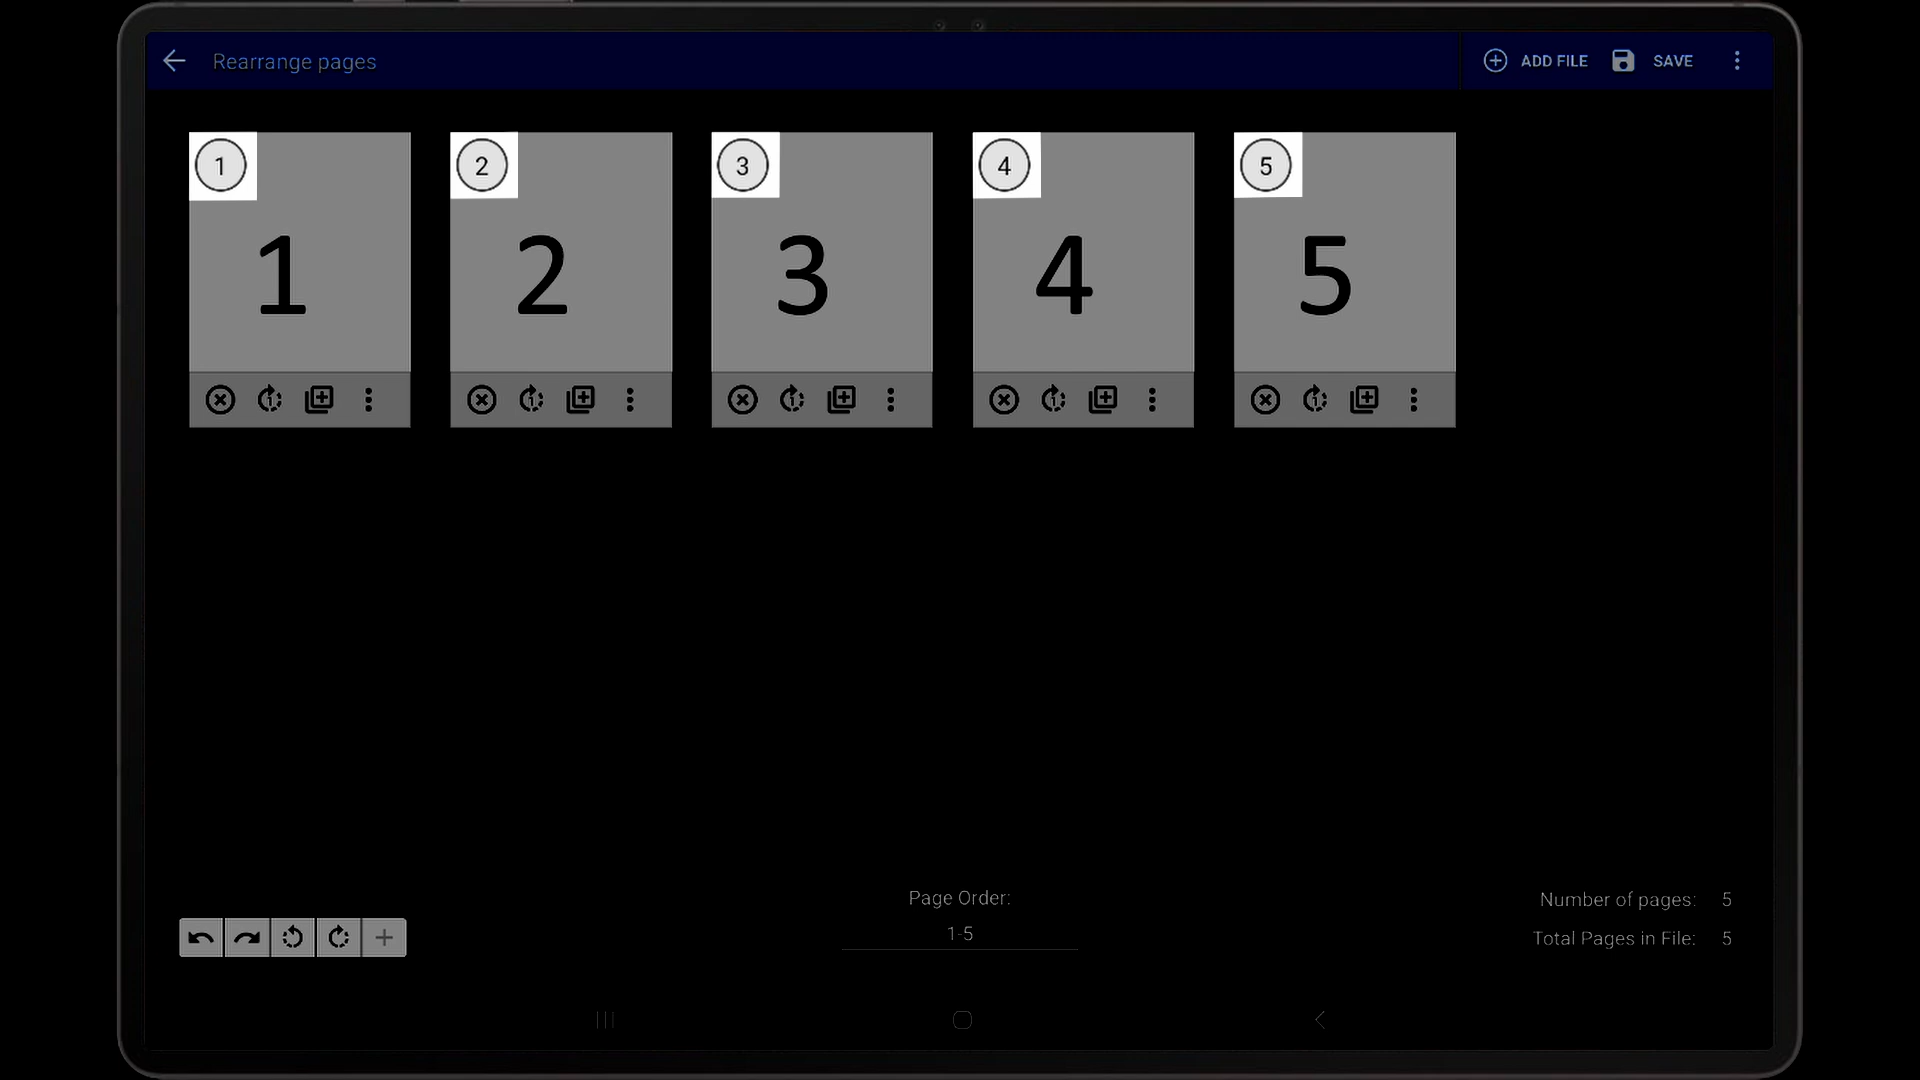 Rearrange pages ADD FILE SAVE
1 2 3 4 5
1 2 3 4 5
Page Order:
1-5
Number of pages: 5
Total Pages in File: 5